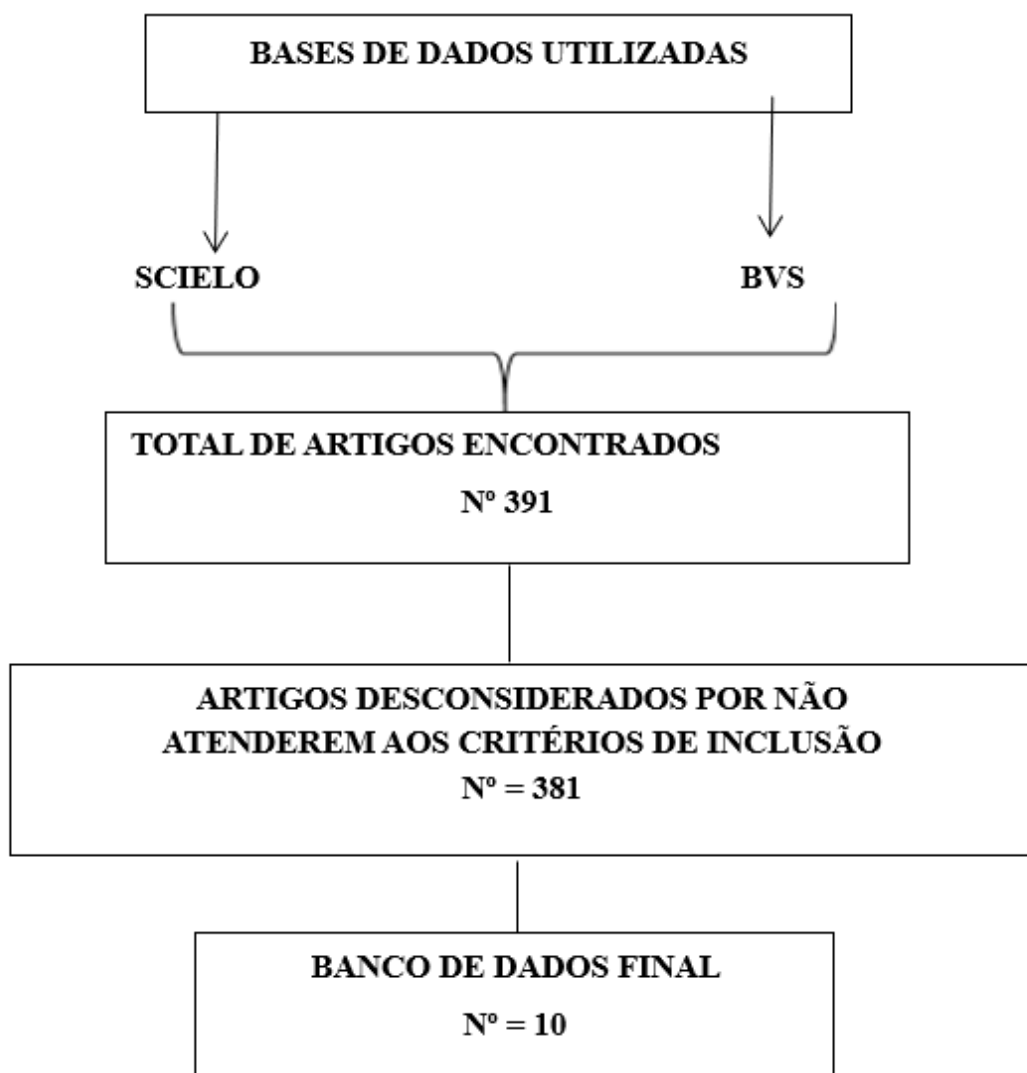 BASES DE DADOS UTILIZADAS
SCIELO
BVS
TOTAL DE ARTIGOS ENCONTRADOS
Nº 391
ARTIGOS DESCONSIDERADOS POR NÃO
ATENDEREM AOS CRITÉRIOS DE INCLUSÃO
Nº = 381
BANCO DE DADOS FINAL
Nº = 10